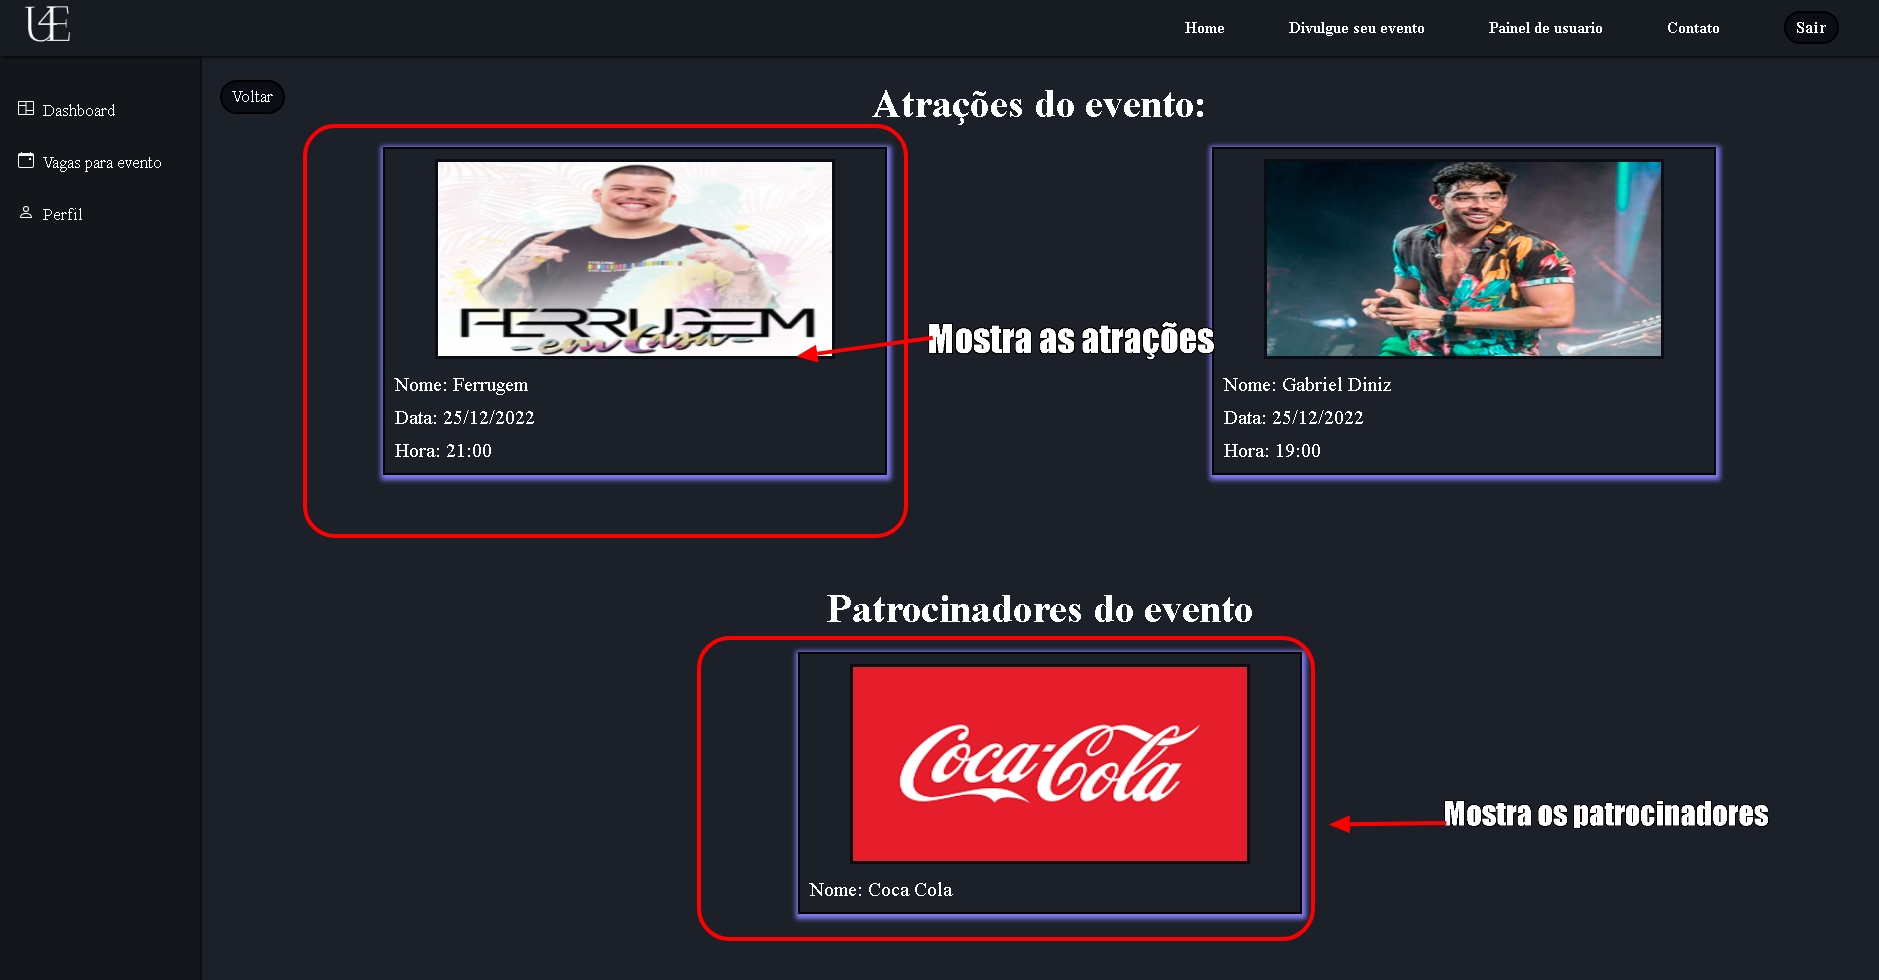 U4E
Home
Divulgue seu evento
Painel de usuario
Contato
Sair
Dashboard
Vagas para evento
Perfil
Voltar
Atrações do evento:
FERRUGEM
-em Casa-
Nome: Ferrugem
Data: 25/12/2022
Hora: 21:00
Mostra as atrações
Nome: Gabriel Diniz
Data: 25/12/2022
Hora: 19:00
Patrocinadores do evento
Coca-Cola
Nome: Coca Cola
Mostra os patrocinadores